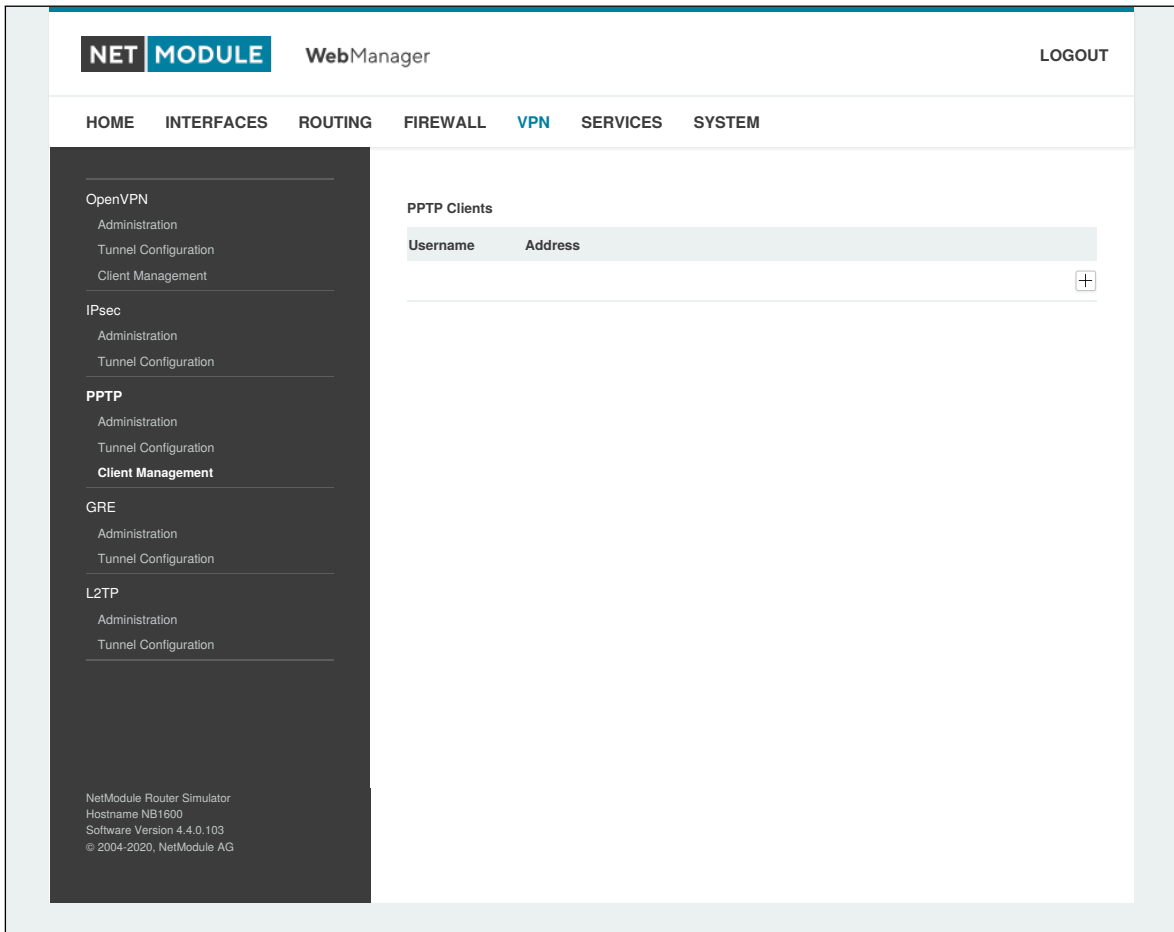 NET MODULE WebManager LOGOUT
HOME INTERFACES ROUTING FIREWALL VPN SERVICES SYSTEM
OpenVPN
Administration
Tunnel Configuration
Client Management
IPsec
Administration
Tunnel Configuration
PPTP
Administration
Tunnel Configuration
Client Management
GRE
Administration
Tunnel Configuration
L2TP
Administration
Tunnel Configuration
NetModule Router Simulator
Hostname NB1600
Software Version 4.4.0.103
© 2004-2020, NetModule AG
PPTP Clients
Username Address